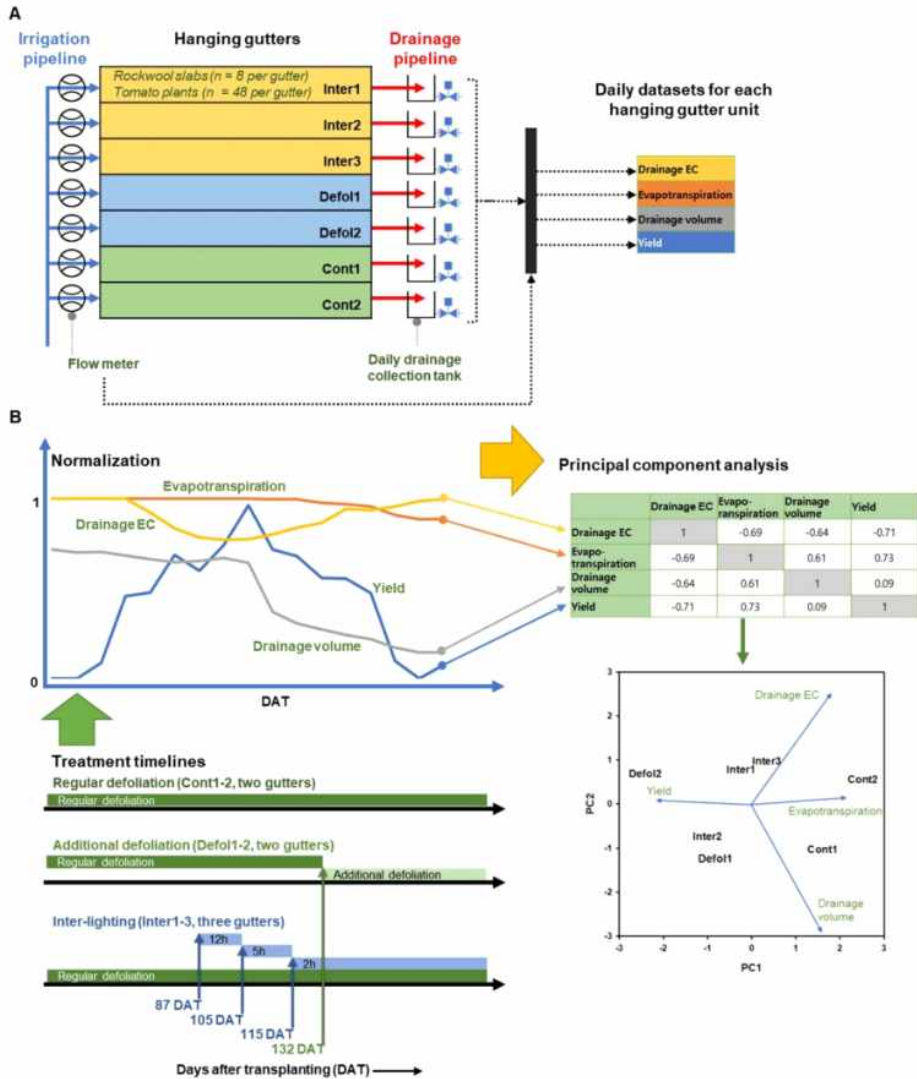 A
Irrigation
pipeline
Hanging gutters
Drainage
pipeline
Rockwool slabs (n = 8 per gutter)
Tomato plants (n = 48 per gutter)
Inter1
Inter2
Inter3
Defol1
Defol2
Cont1
Cont2
Flow meter
Daily drainage
collection tank
Daily datasets for each
hanging gutter unit
Drainage EC
Evapotranspiration
Drainage volume
Yield
B
Normalization
1
0
Evapotranspiration
Drainage EC
Yield
Drainage volume
DAT
Principal component analysis
Drainage EC Evapo-transpiration Drainage volume Yield
Drainage EC 1 -0.69 -0.64 -0.71
Evapo-transpiration -0.69 1 0.61 0.73
Drainage volume -0.64 0.61 1 0.09
Yield -0.71 0.73 0.09 1
Treatment timelines
Regular defoliation (Cont1-2, two gutters)
Regular defoliation
Additional defoliation (Defol1-2, two gutters)
Regular defoliation
Additional defoliation
Inter-lighting (Inter1-3, three gutters)
12h
5h
2h
Regular defoliation
87 DAT
105 DAT
115 DAT
132 DAT
Days after transplanting (DAT)
3
2
1
0
-1
-2
-3
PC2
Drainage EC
Inter1
Inter3
Defol2
Yield
Cont2
Evapotranspiration
Inter2
Defol1
Cont1
Drainage
volume
-3 -2 -1 0 1 2 3
PC1